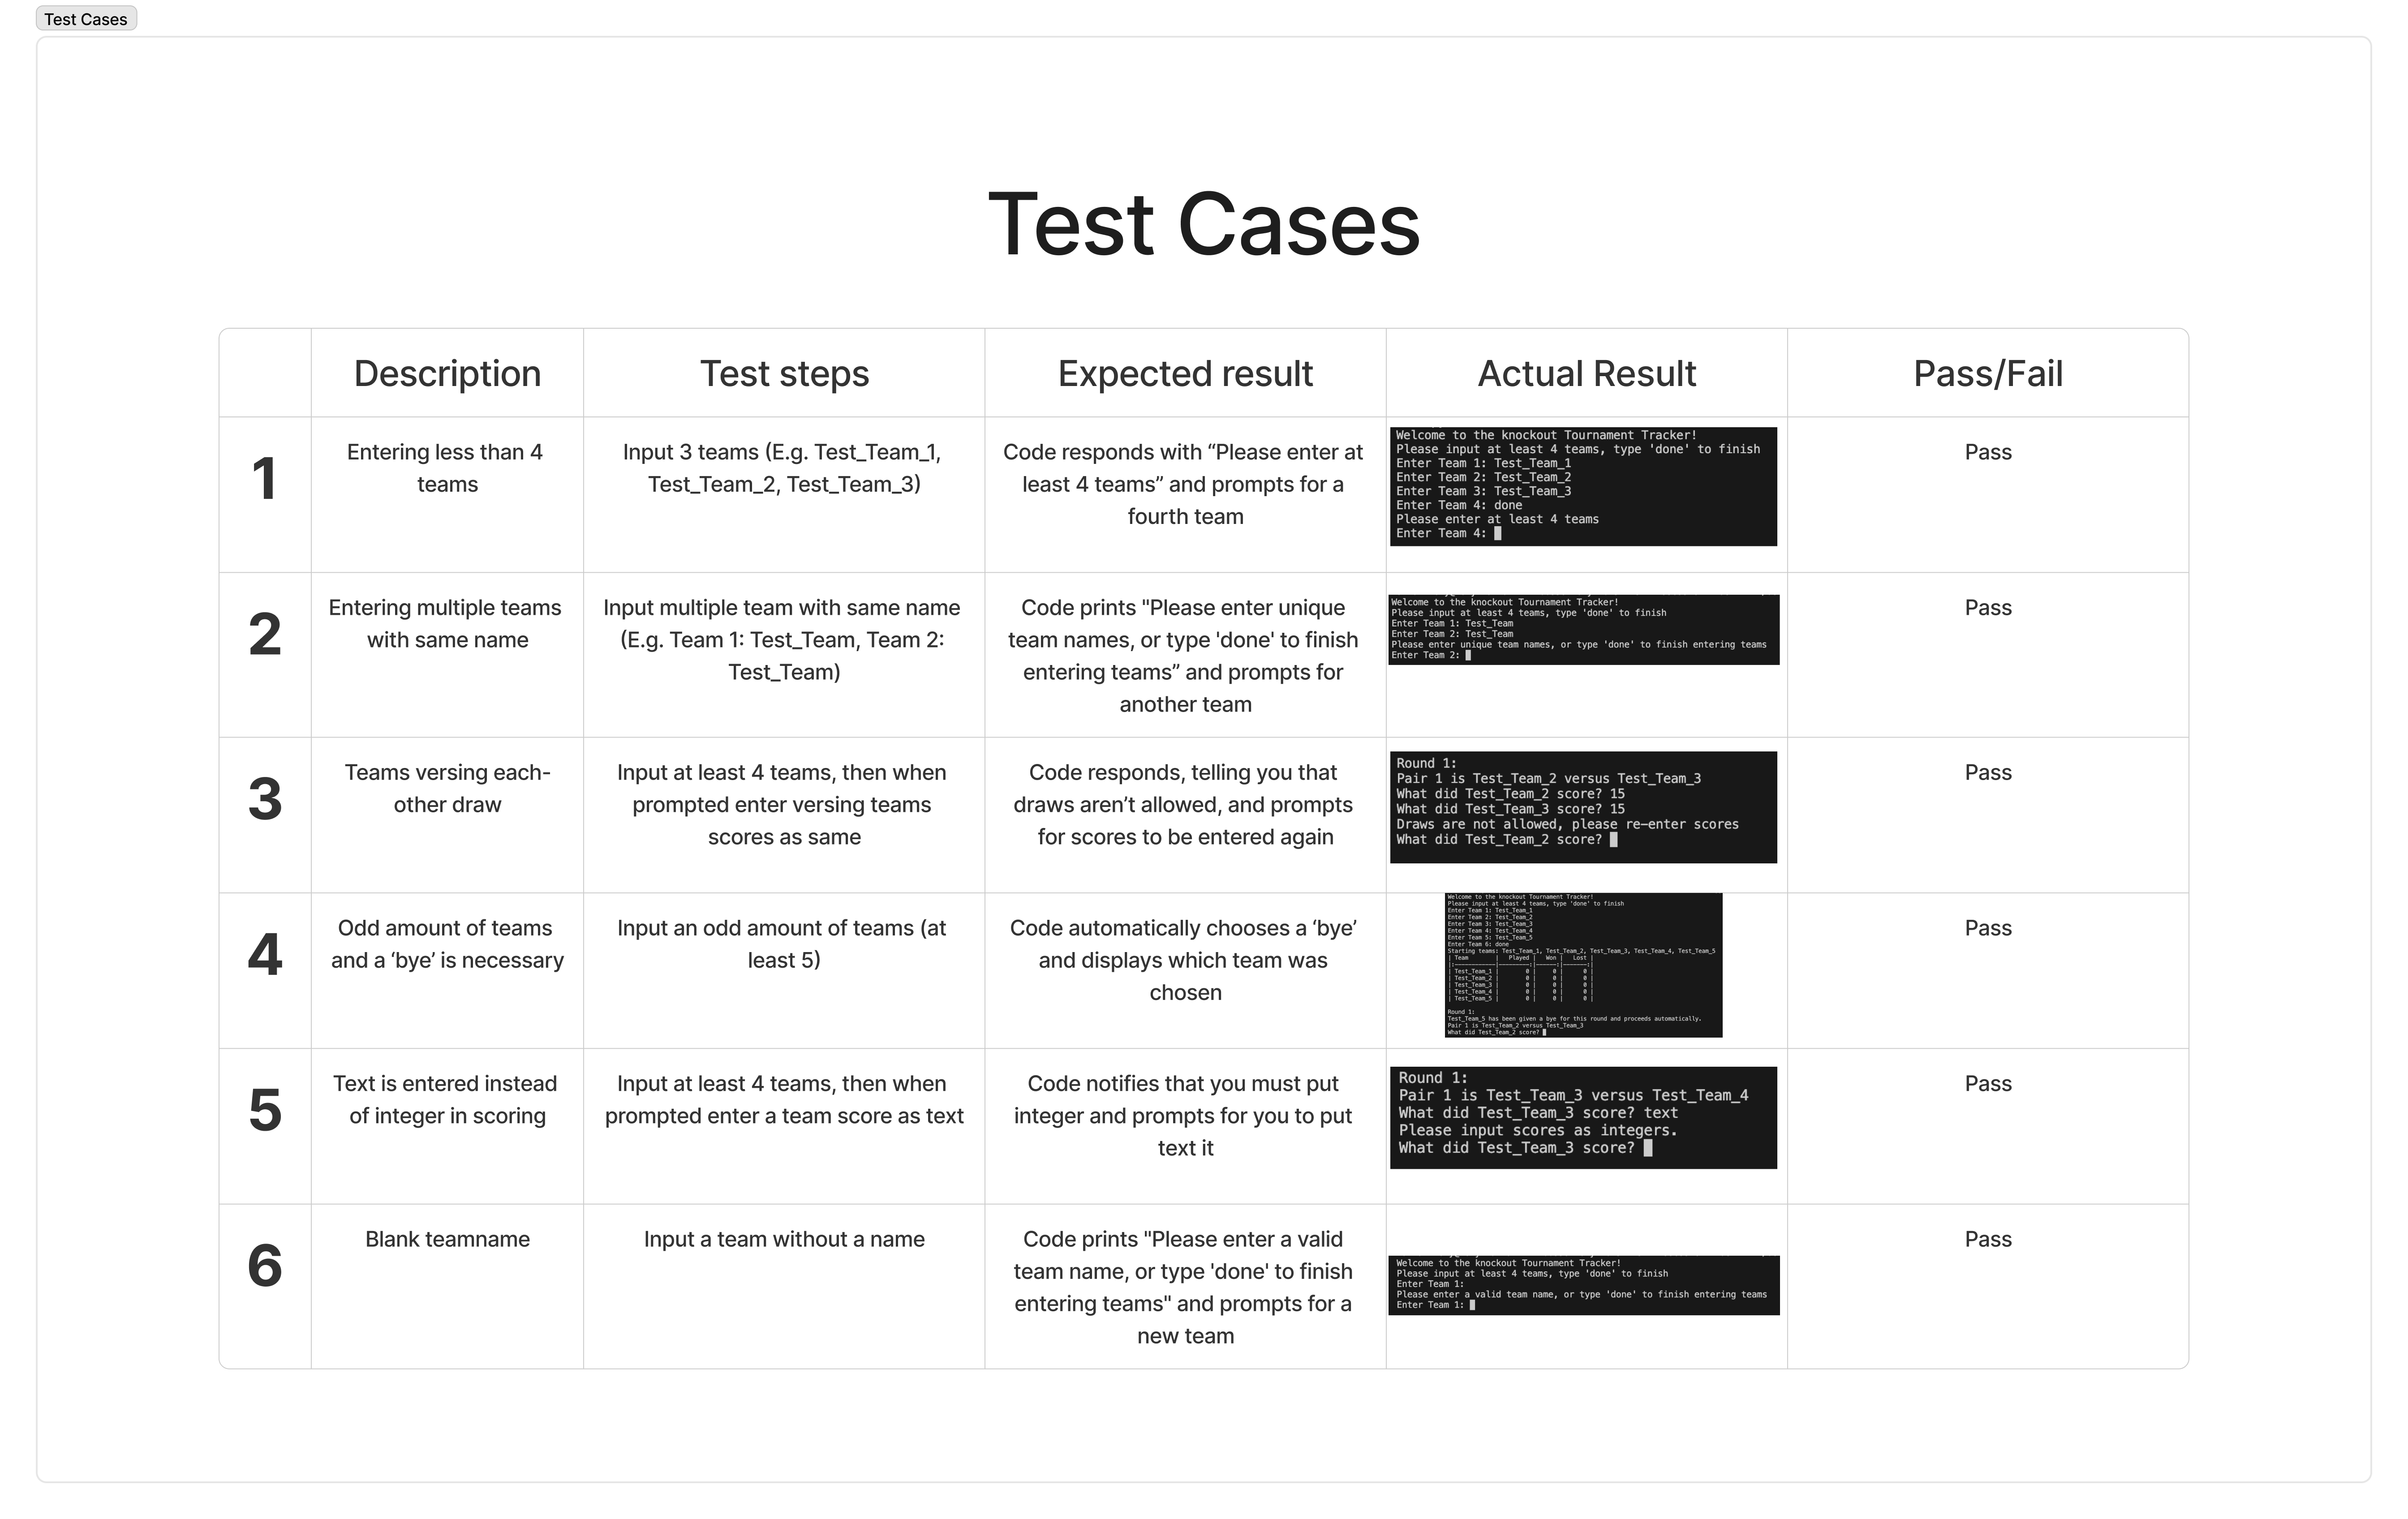 Test Cases
Test Cases
Description
Test steps
Expected result
Actual Result
Pass/Fail
1
Entering less than 4
teams
Input 3 teams (E.g. Test_Team_1,
Test_Team_2, Test_Team_3)
Code responds with “Please enter at
least 4 teams” and prompts for a
fourth team
Welcome to the knockout Tournament Tracker!
Please input at least 4 teams, type 'done' to finish
Enter Team 1: Test_Team_1
Enter Team 2: Test_Team_2
Enter Team 3: Test_Team_3
Enter Team 4: done
Please enter at least 4 teams
Enter Team 4:
Pass
2
Entering multiple teams
with same name
Input multiple team with same name
(E.g. Team 1: Test_Team, Team 2:
Test_Team)
Code prints "Please enter unique
team names, or type 'done' to finish
entering teams” and prompts for
another team
Welcome to the knockout Tournament Tracker!
Please input at least 4 teams, type 'done' to finish
Enter Team 1: Test_Team
Enter Team 2: Test_Team
Please enter unique team names, or type 'done' to finish entering teams
Enter Team 2:
Pass
3
Teams versing each-
other draw
Input at least 4 teams, then when
prompted enter versing teams
scores as same
Code responds, telling you that
draws aren’t allowed, and prompts
for scores to be entered again
Round 1:
Pair 1 is Test_Team_2 versus Test_Team_3
What did Test_Team_2 score? 15
What did Test_Team_3 score? 15
Draws are not allowed, please re-enter scores
What did Test_Team_2 score?
Pass
4
Odd amount of teams
and a ‘bye’ is necessary
Input an odd amount of teams (at
least 5)
Code automatically chooses a ‘bye’
and displays which team was
chosen
Welcome to the knockout Tournament Tracker!
Please input at least 4 teams, type 'done' to finish
Enter Team 1: Test_Team_1
Enter Team 2: Test_Team_2
Enter Team 3: Test_Team_3
Enter Team 4: Test_Team_4
Enter Team 5: Test_Team_5
Enter Team 6: done
Starting teams: Test_Team_1, Test_Team_2, Test_Team_3, Test_Team_4, Test_Team_5
| Team | Played | Won | Lost |
|:------------|---------:|------:|-------:|
| Test_Team_1 | 0 | 0 | 0 |
| Test_Team_2 | 0 | 0 | 0 |
| Test_Team_3 | 0 | 0 | 0 |
| Test_Team_4 | 0 | 0 | 0 |
| Test_Team_5 | 0 | 0 | 0 |
Round 1:
Test_Team_5 has been given a bye for this round and proceeds automatically.
Pair 1 is Test_Team_2 versus Test_Team_3
What did Test_Team_2 score?
Pass
5
Text is entered instead
of integer in scoring
Input at least 4 teams, then when
prompted enter a team score as text
Code notifies that you must put
integer and prompts for you to put
text it
Round 1:
Pair 1 is Test_Team_3 versus Test_Team_4
What did Test_Team_3 score? text
Please input scores as integers.
What did Test_Team_3 score?
Pass
6
Blank teamname
Input a team without a name
Code prints "Please enter a valid
team name, or type 'done' to finish
entering teams" and prompts for a
new team
Welcome to the knockout Tournament Tracker!
Please input at least 4 teams, type 'done' to finish
Enter Team 1:
Please enter a valid team name, or type 'done' to finish entering teams
Enter Team 1:
Pass